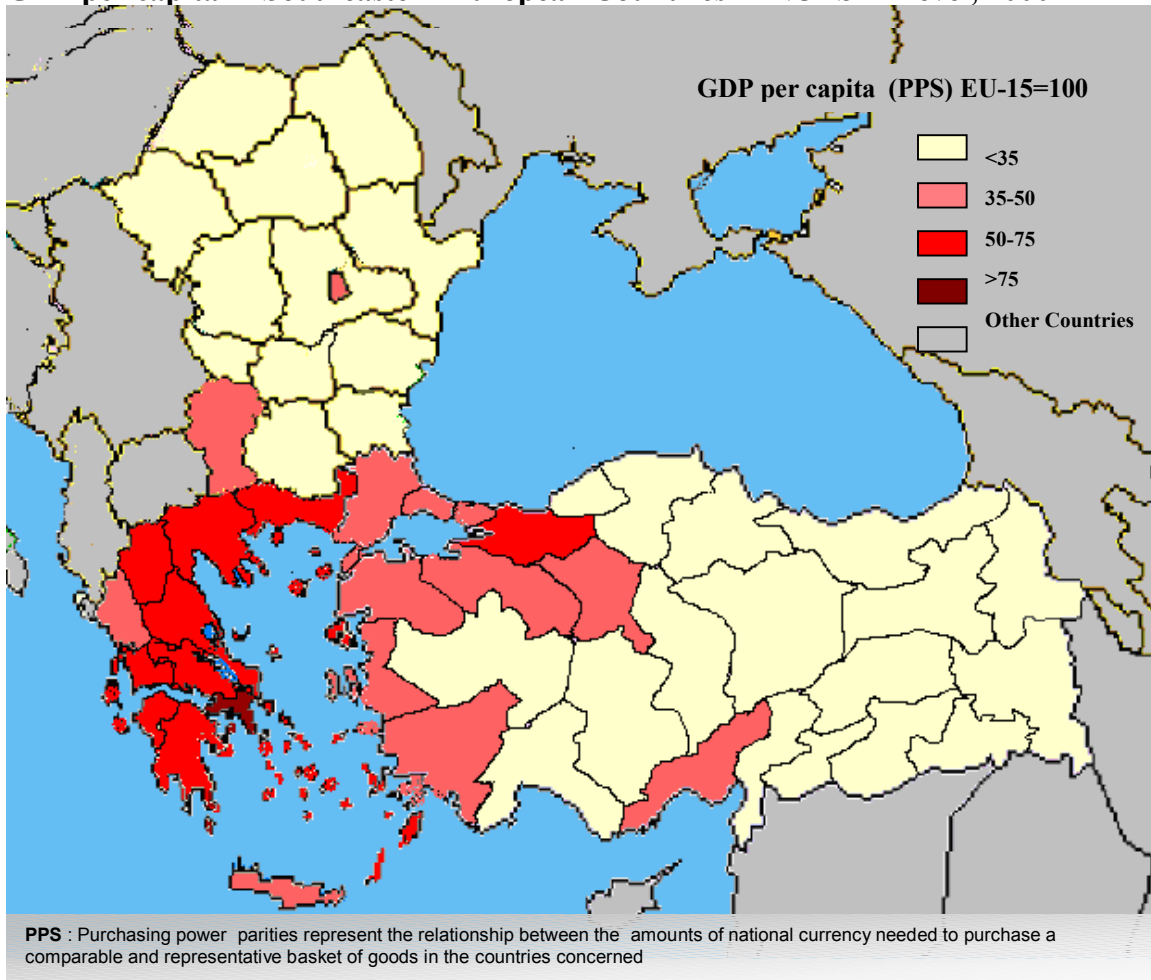 GDP per capita (PPS) EU-15=100
<35
35-50
50-75
>75
Other Countries
PPS : Purchasing power parities represent the relationship between the amounts of national currency needed to purchase a
comparable and representative basket of goods in the countries concerned